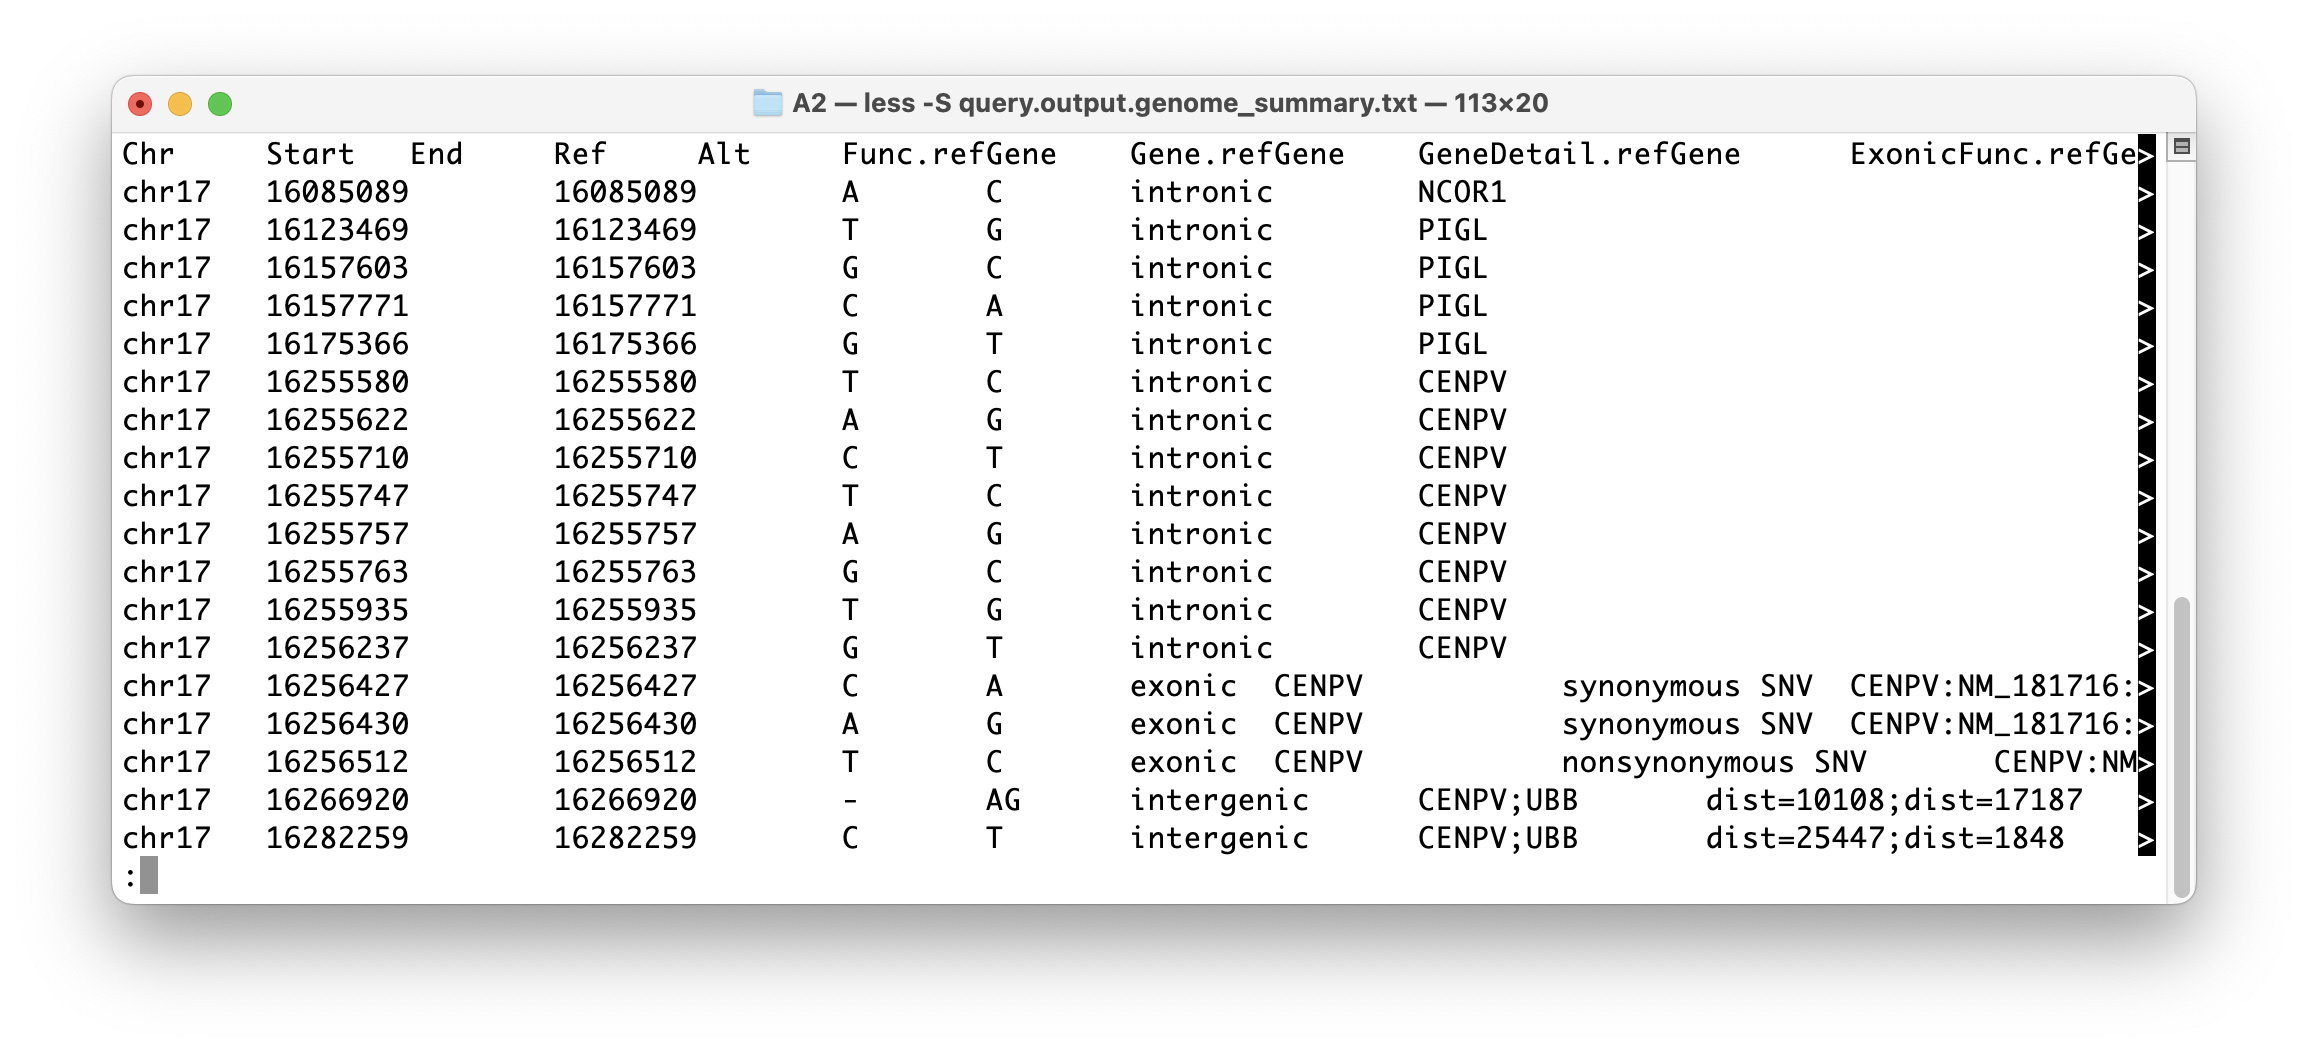 A2 — less -S query.output.genome_summary.txt — 113×20
Chr Start End Ref Alt Func.refGene Gene.refGene GeneDetail.refGene ExonicFunc.refGe>
chr17 16085089 16085089 A C intronic NCOR1 >
chr17 16123469 16123469 T G intronic PIGL >
chr17 16157603 16157603 G C intronic PIGL >
chr17 16157771 16157771 C A intronic PIGL >
chr17 16175366 16175366 G T intronic PIGL >
chr17 16255580 16255580 T C intronic CENPV >
chr17 16255622 16255622 A G intronic CENPV >
chr17 16255710 16255710 C T intronic CENPV >
chr17 16255747 16255747 T C intronic CENPV >
chr17 16255757 16255757 A G intronic CENPV >
chr17 16255763 16255763 G C intronic CENPV >
chr17 16255935 16255935 T G intronic CENPV >
chr17 16256237 16256237 G T intronic CENPV >
chr17 16256427 16256427 C A exonic CENPV synonymous SNV CENPV:NM_181716:>
chr17 16256430 16256430 A G exonic CENPV synonymous SNV CENPV:NM_181716:>
chr17 16256512 16256512 T C exonic CENPV nonsynonymous SNV CENPV:NM>
chr17 16266920 16266920 - AG intergenic CENPV;UBB dist=10108;dist=17187 >
chr17 16282259 16282259 C T intergenic CENPV;UBB dist=25447;dist=1848 >
: